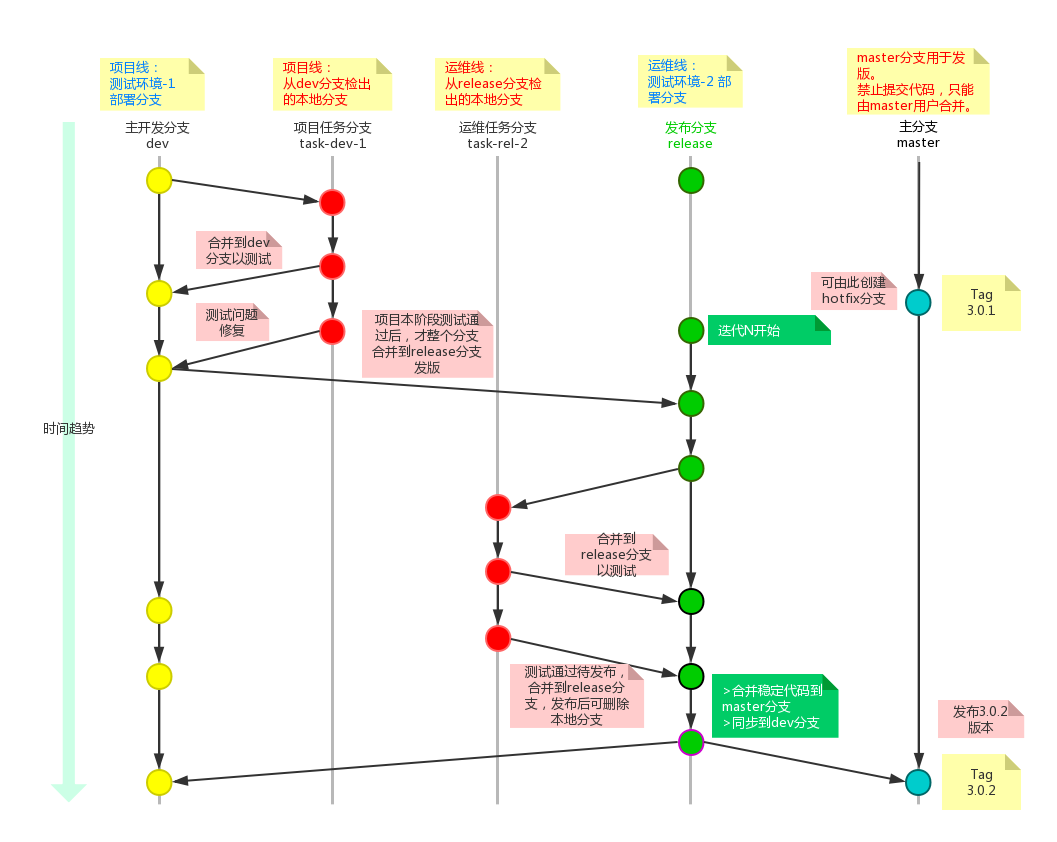 项目线：
测试环境-1
部署分支
项目线：
从dev分支检出
的本地分支
运维线：
从release分支检
出的本地分支
运维线：
测试环境-2 部
署分支
master分支用于发
版。
禁止提交代码，只能
由master用户合并。
主开发分支
dev
项目任务分支
task-dev-1
运维任务分支
task-rel-2
发布分支
release
主分支
master
合并到dev
分支以测试
可由此创建
hotfix分支
Tag
3.0.1
测试问题
修复
项目本阶段测试通
过后，才整个分支
合并到release分支
发版
迭代N开始
时间趋势
合并到
release分支
以测试
测试通过待发布，
合并到release分
支，发布后可删除
本地分支
>合并稳定代码到
master分支
>同步到dev分支
发布3.0.2
版本
Tag
3.0.2